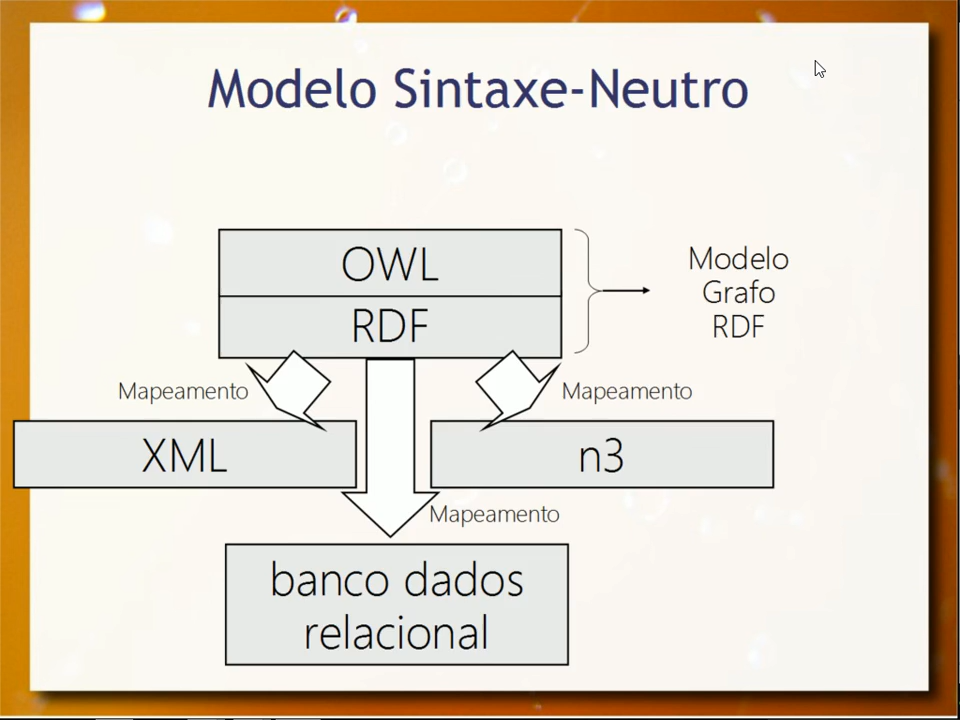 Modelo Sintaxe-Neutro
OWL
RDF
Modelo
Grafo
RDF
Mapeamento
Mapeamento
XML
n3
Mapeamento
banco dados
relacional